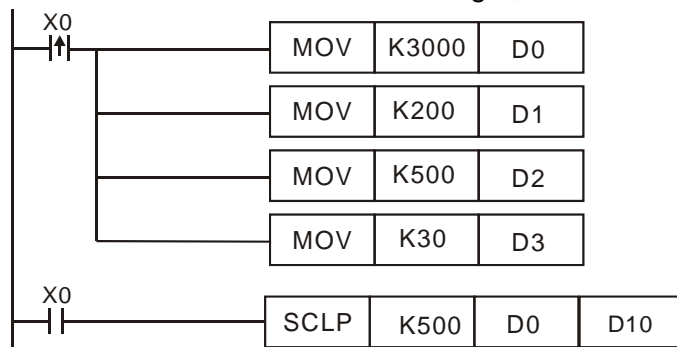 X0
MOV K3000 D0
MOV K200 D1
MOV K500 D2
MOV K30 D3
X0
SCLP K500 D0 D10